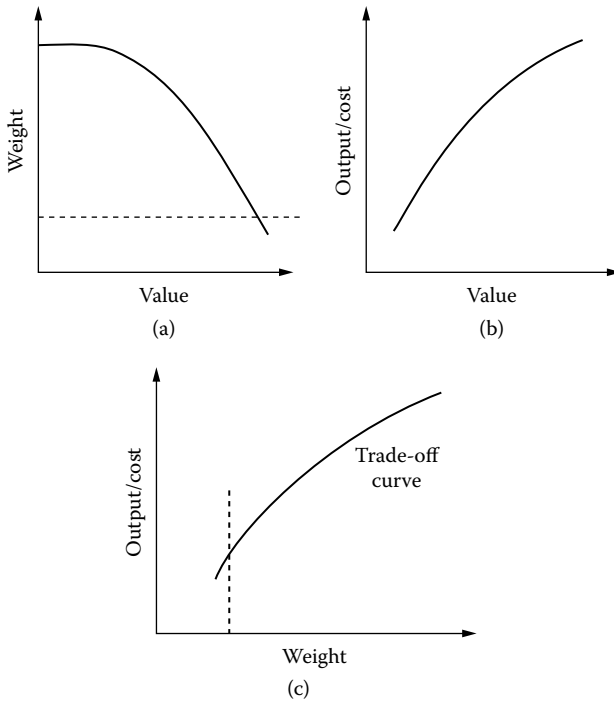 Weight
Value
(a)
Output/cost
Value
(b)
Output/cost
Trade-off
curve
Weight
(c)